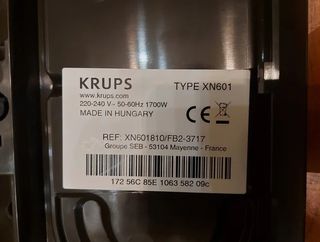 KRUPS TYPE XN601
www.krups.com
220-240 V - 50-60Hz 1700W
MADE IN HUNGARY CE
REF: XN601810/FB2-3717
Groupe SEB - 53104 Mayenne - France
172 56C 85E 1063 582 09c